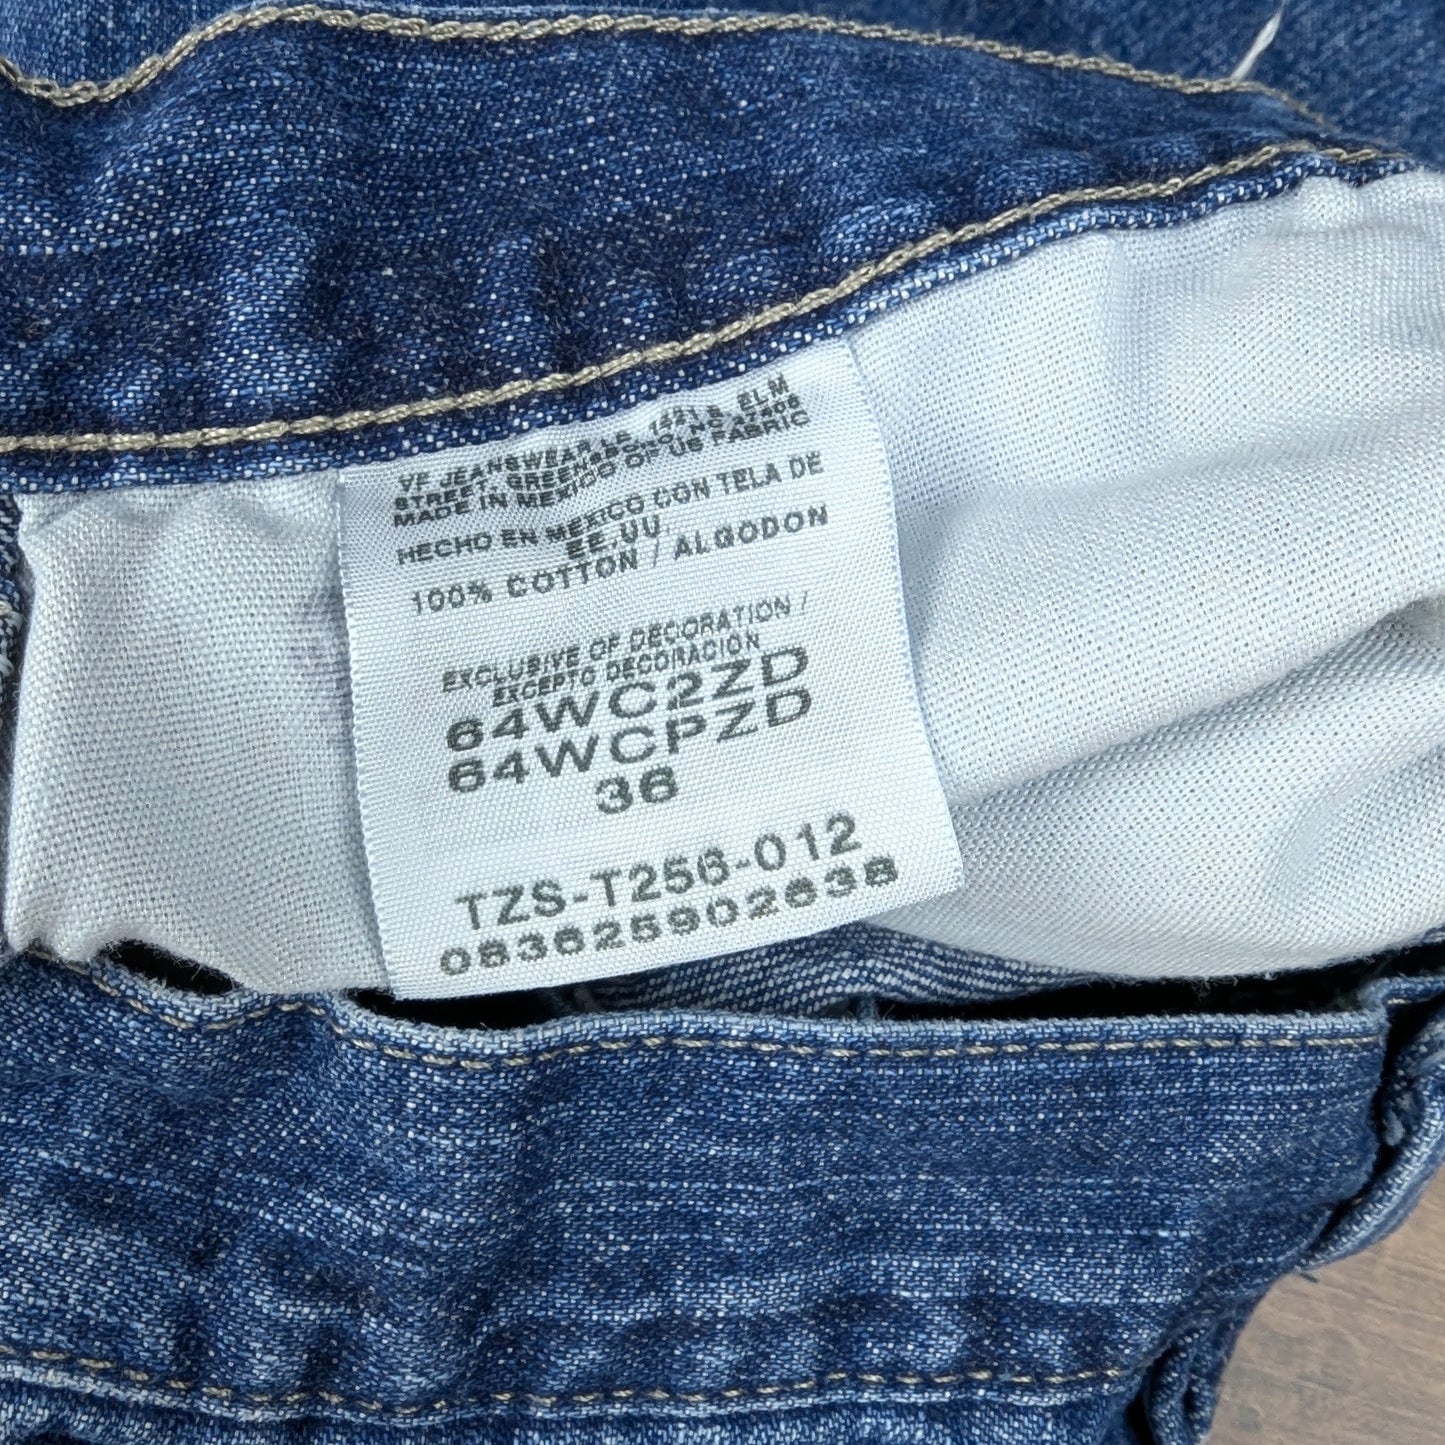 VF JEANSWEAR LP, 1421 S. ELM
STREET, GREENSBORO, NC 27406
MADE IN MEXICO OF US FABRIC
HECHO EN MEXICO CON TELA DE
EE.UU.
100% COTTON / ALGODON
EXCLUSIVE OF DECORATION /
EXCEPTO DECORACION
64WC2ZD
64WCPZD
36
TZS-T256-012
083625902638